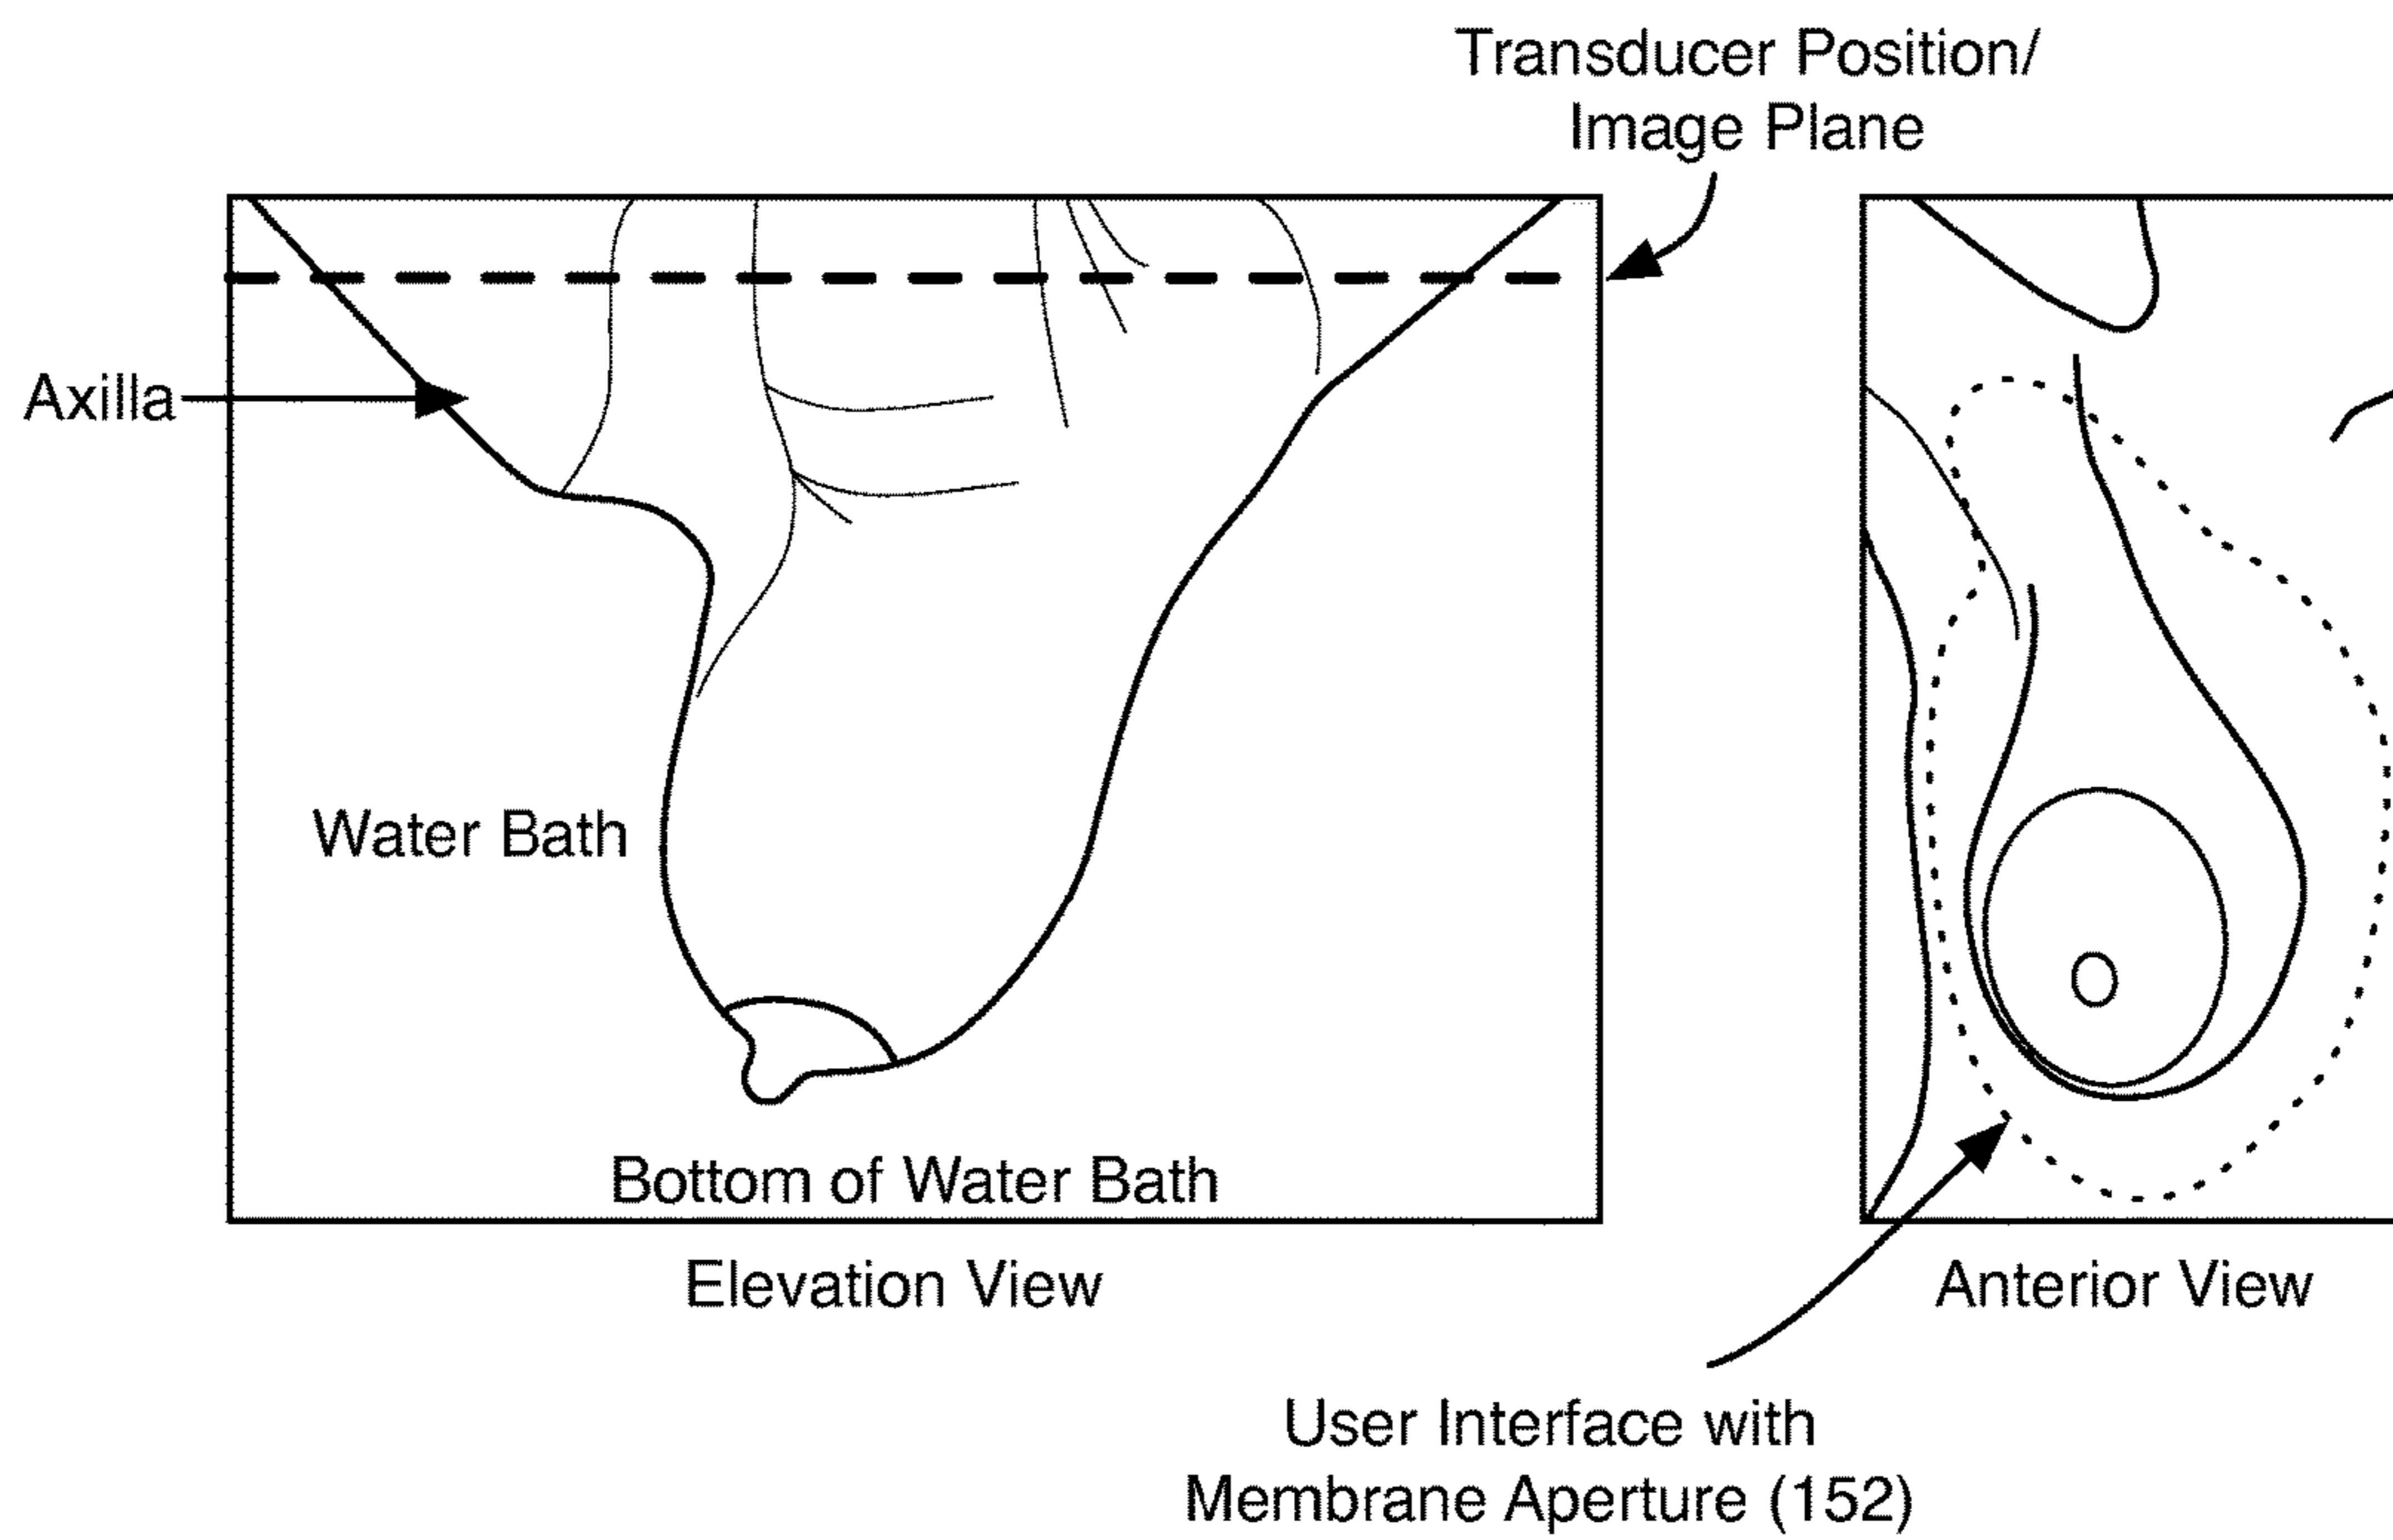 Transducer Position/
Image Plane
Axilla
Water Bath
Bottom of Water Bath
Elevation View
Anterior View
User Interface with
Membrane Aperture (152)